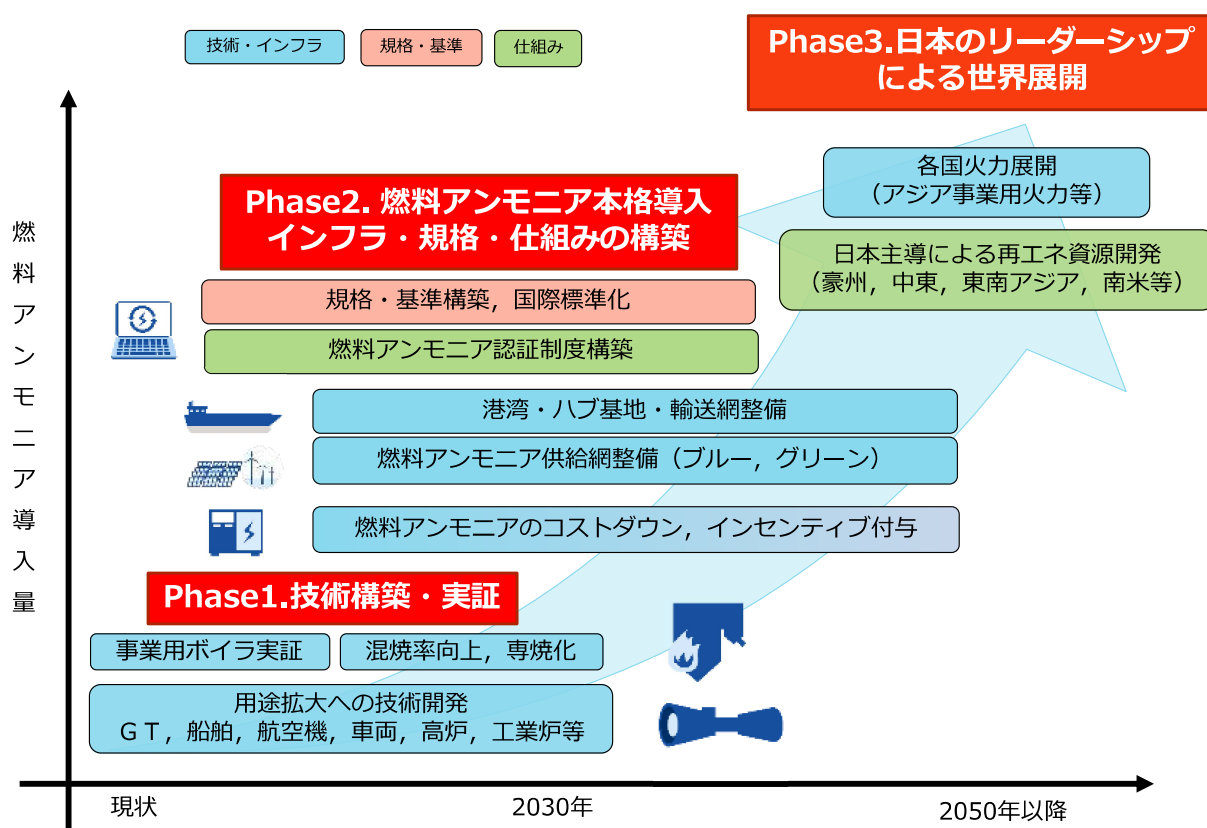 技術・インフラ
規格・基準
仕組み
Phase3.日本のリーダーシップ
による世界展開
各国火力展開
（アジア事業用火力等）
日本主導による再エネ資源開発
（豪州，中東，東南アジア，南米等）
Phase2. 燃料アンモニア本格導入
インフラ・規格・仕組みの構築
規格・基準構築，国際標準化
燃料アンモニア認証制度構築
港湾・ハブ基地・輸送網整備
燃料アンモニア供給網整備（ブルー，グリーン）
燃料アンモニアのコストダウン，インセンティブ付与
Phase1.技術構築・実証
事業用ボイラ実証
混焼率向上，専焼化
用途拡大への技術開発
ＧＴ，船舶，航空機，車両，高炉，工業炉等
燃料アンモニア導入量
現状
2030年
2050年以降